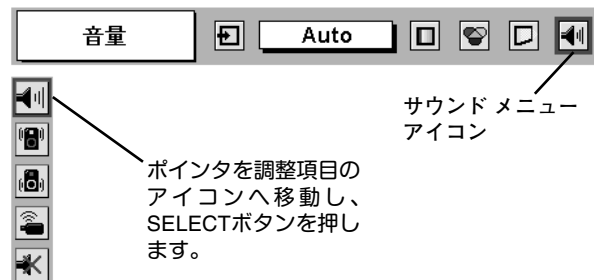 音量
Auto
サウンド メニュー
アイコン
ポインタを調整項目の
アイコンへ移動し、
SELECTボタンを押し
ます。